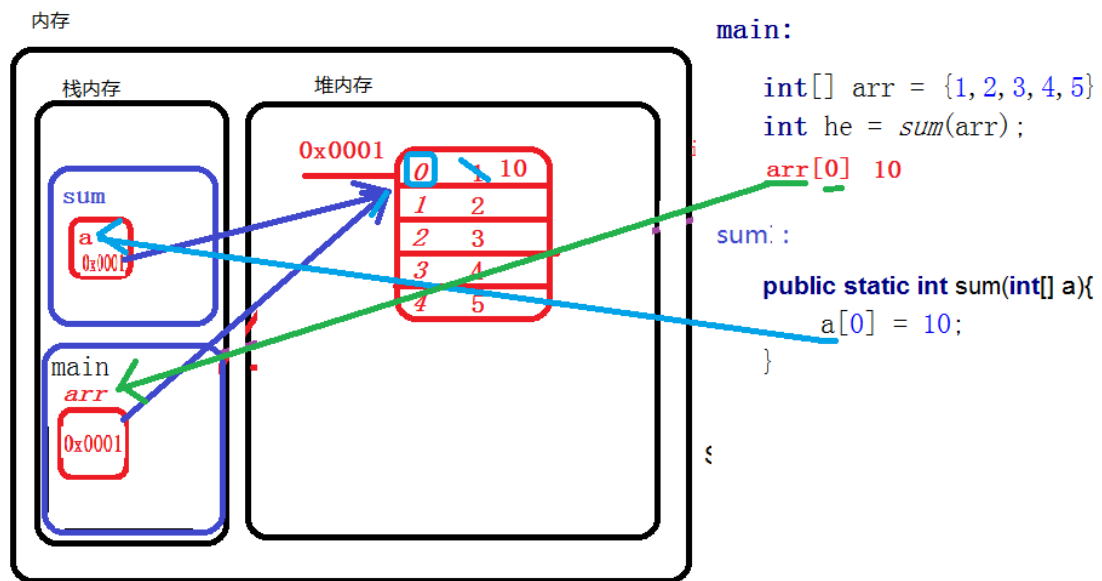 内存
栈内存
堆内存
sum
a
0x0001
main
arr
0x0001
0x0001
0 1 10
1 2
2 3
3 4
4 5
main:
int[] arr = {1,2,3,4,5}
int he = sum(arr);
arr[0] 10
sum:
public static int sum(int[] a){
a[0] = 10;
}